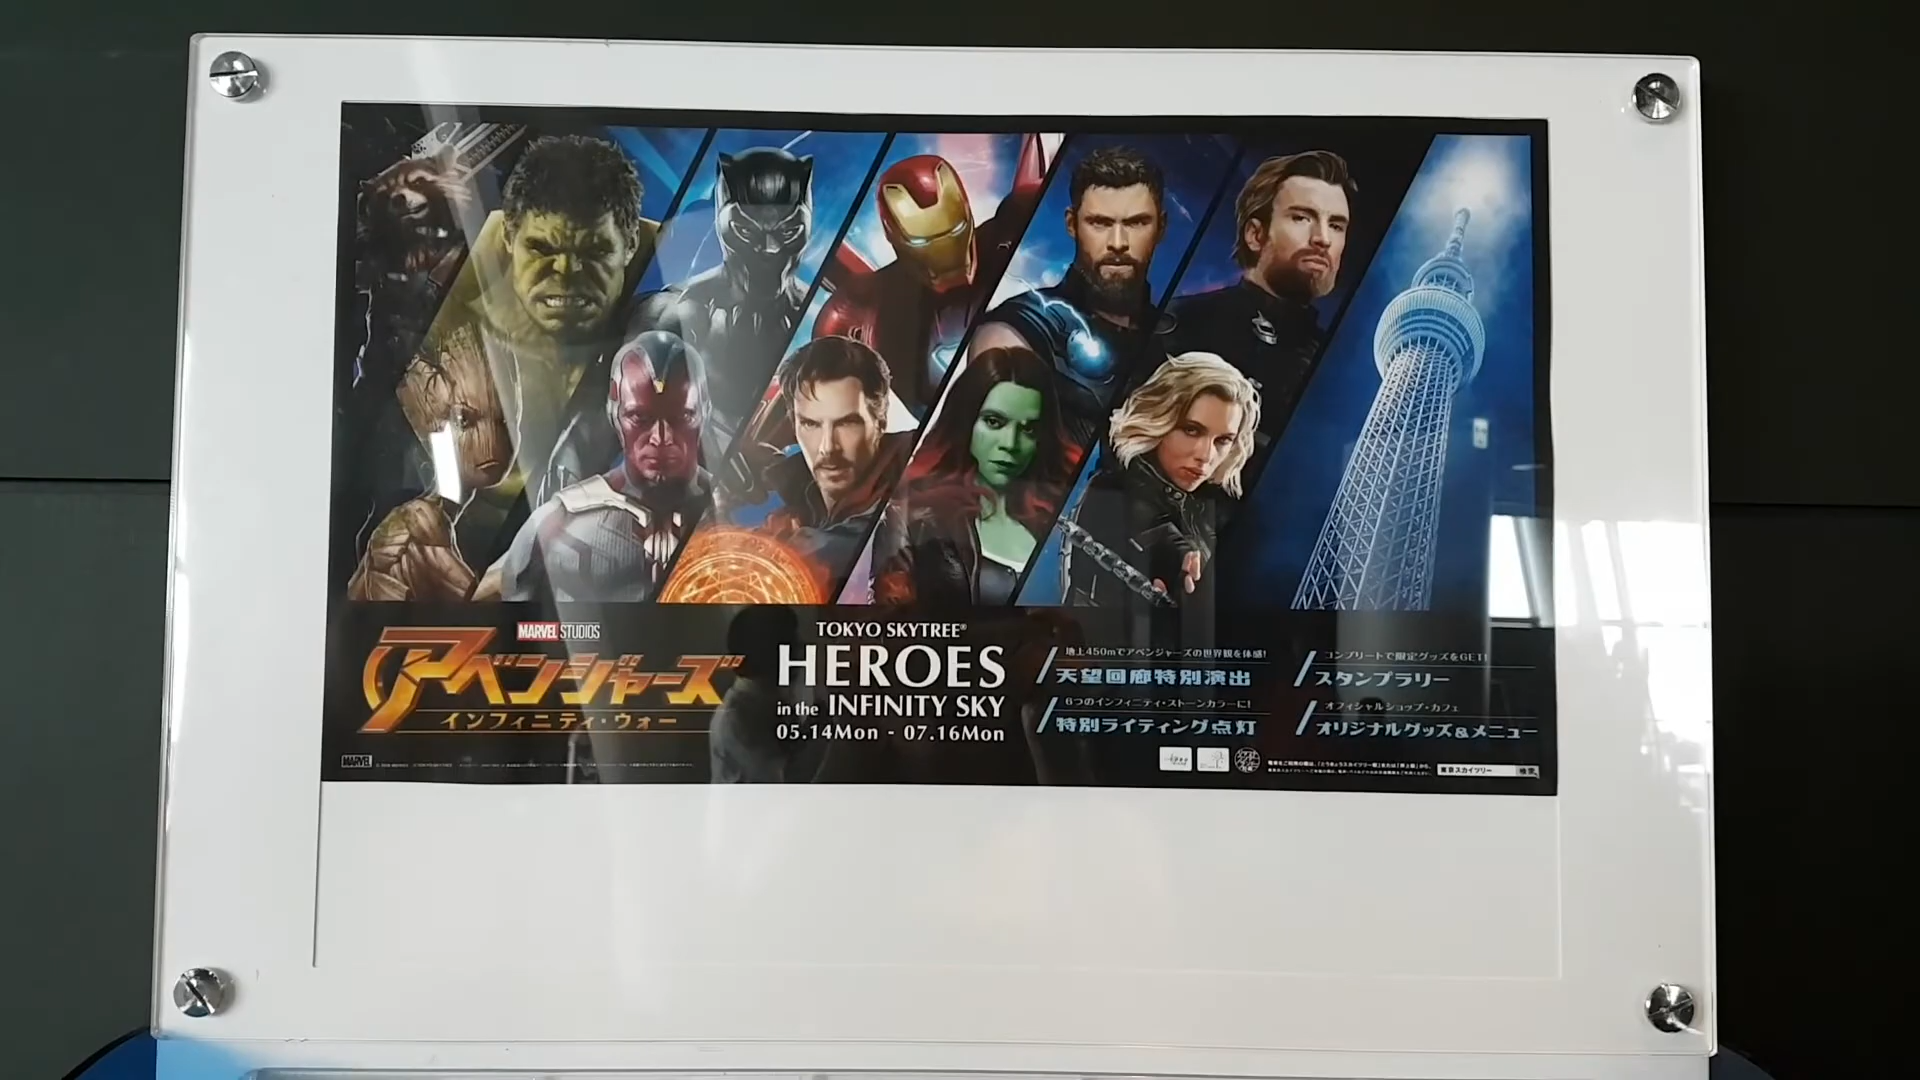 MARVEL STUDIOS
アベンジャーズ
インフィニティ・ウォー
TOKYO SKYTREE®
HEROES
in the INFINITY SKY
05.14Mon - 07.16Mon
地上450mでアベンジャーズの世界観を体感!
天望回廊特別演出
6つのインフィニティ・ストーンカラーに!
特別ライティング点灯
コンプリートで限定グッズをGET!
スタンプラリー
オフィシャルショップ・カフェ
オリジナルグッズ&メニュー
MARVEL
東京スカイツリー 検索